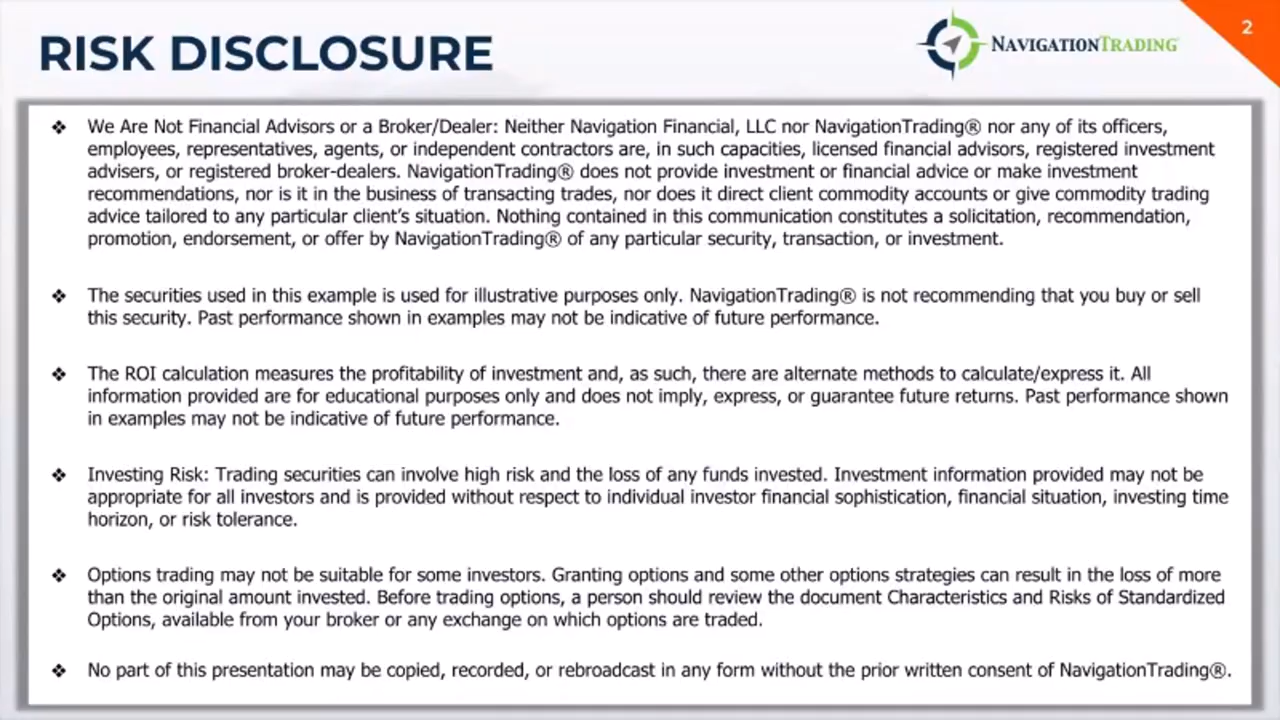 RISK DISCLOSURE
NAVIGATIONTRADING
2
❖ We Are Not Financial Advisors or a Broker/Dealer: Neither Navigation Financial, LLC nor NavigationTrading® nor any of its officers,
employees, representatives, agents, or independent contractors are, in such capacities, licensed financial advisors, registered investment
advisers, or registered broker-dealers. NavigationTrading® does not provide investment or financial advice or make investment
recommendations, nor is it in the business of transacting trades, nor does it direct client commodity accounts or give commodity trading
advice tailored to any particular client's situation. Nothing contained in this communication constitutes a solicitation, recommendation,
promotion, endorsement, or offer by NavigationTrading® of any particular security, transaction, or investment.
❖ The securities used in this example is used for illustrative purposes only. NavigationTrading® is not recommending that you buy or sell
this security. Past performance shown in examples may not be indicative of future performance.
❖ The ROI calculation measures the profitability of investment and, as such, there are alternate methods to calculate/express it. All
information provided are for educational purposes only and does not imply, express, or guarantee future returns. Past performance shown
in examples may not be indicative of future performance.
❖ Investing Risk: Trading securities can involve high risk and the loss of any funds invested. Investment information provided may not be
appropriate for all investors and is provided without respect to individual investor financial sophistication, financial situation, investing time
horizon, or risk tolerance.
❖ Options trading may not be suitable for some investors. Granting options and some other options strategies can result in the loss of more
than the original amount invested. Before trading options, a person should review the document Characteristics and Risks of Standardized
Options, available from your broker or any exchange on which options are traded.
❖ No part of this presentation may be copied, recorded, or rebroadcast in any form without the prior written consent of NavigationTrading®.